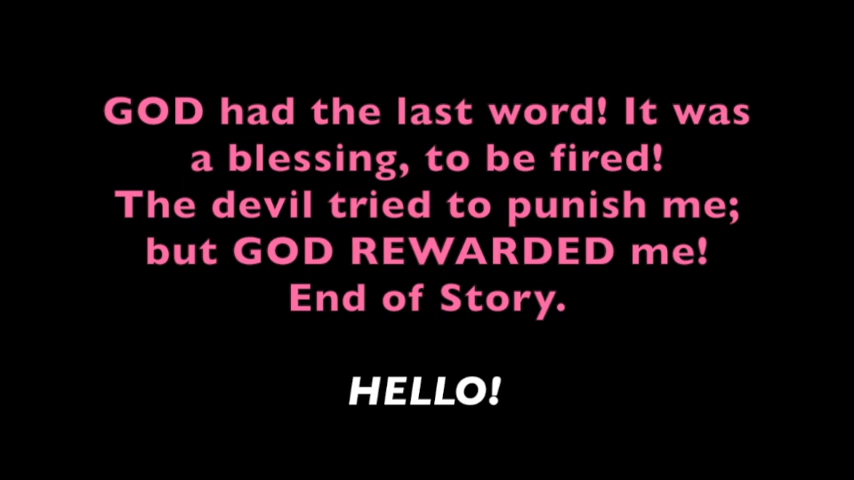 GOD had the last word! It was
a blessing, to be fired!
The devil tried to punish me;
but GOD REWARDED me!
End of Story.
HELLO!